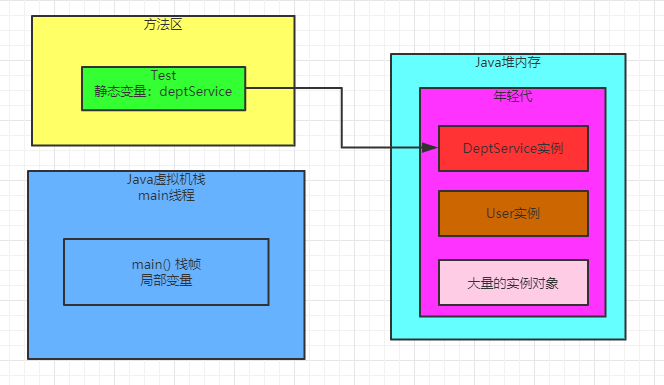 方法区
Test
静态变量：deptService
Java虚拟机栈
main线程
main() 栈帧
局部变量
Java堆内存
年轻代
DeptService实例
User实例
大量的实例对象